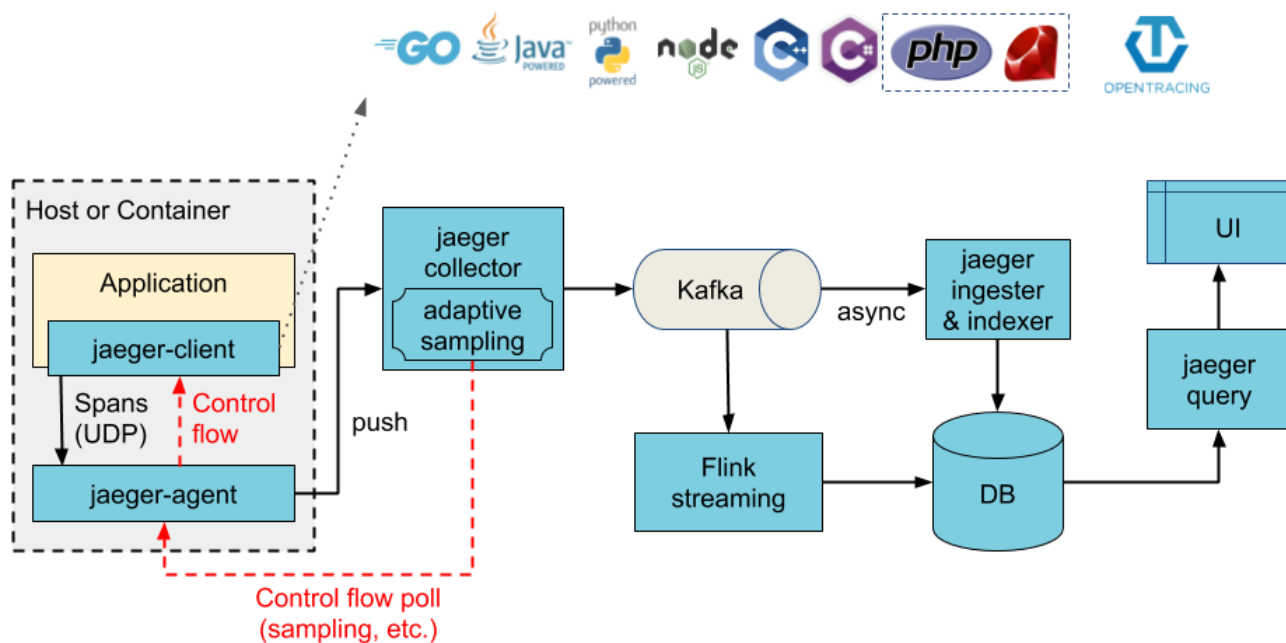 GO
Java
POWERED
python
powered
node
JS
C++
C#
php
OPENTRACING
Host or Container
Application
jaeger-client
Spans
(UDP)
Control
flow
jaeger-agent
push
jaeger
collector
adaptive
sampling
Control flow poll
(sampling, etc.)
Kafka
async
jaeger
ingester
& indexer
Flink
streaming
DB
UI
jaeger
query